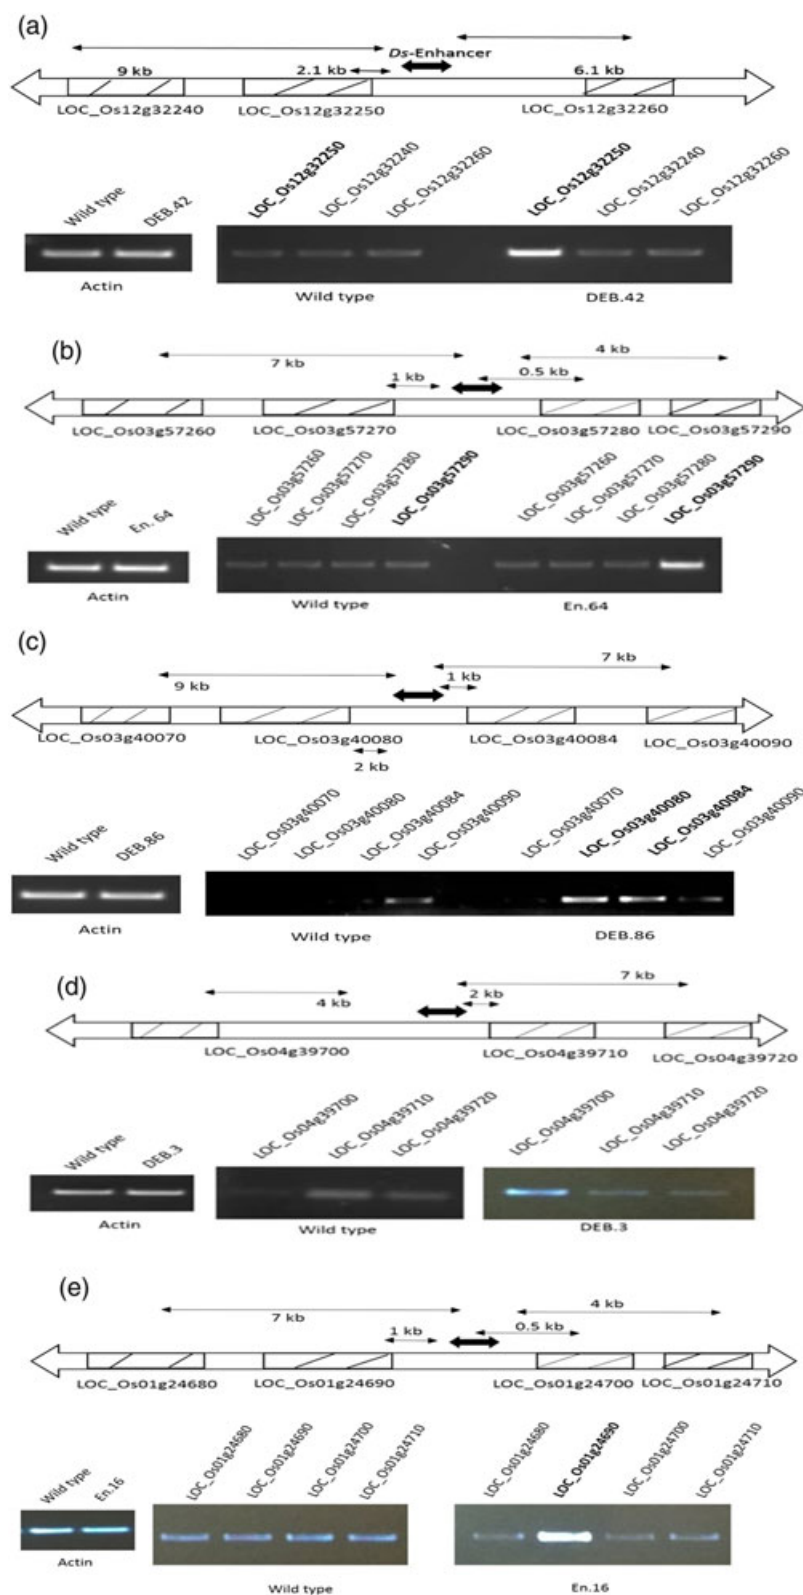 (a)
Ds-Enhancer
9 kb 2.1 kb 6.1 kb
LOC_Os12g32240 LOC_Os12g32250 LOC_Os12g32260
Wild type DEB.42 LOC_Os12g32250 LOC_Os12g32240 LOC_Os12g32260 LOC_Os12g32250 LOC_Os12g32240 LOC_Os12g32260
Actin Wild type DEB.42
(b)
7 kb 4 kb
1 kb 0.5 kb
LOC_Os03g57260 LOC_Os03g57270 LOC_Os03g57280 LOC_Os03g57290
Wild type En. 64 LOC_Os03g57260 LOC_Os03g57270 LOC_Os03g57280 LOC_Os03g57290 LOC_Os03g57260 LOC_Os03g57270 LOC_Os03g57280 LOC_Os03g57290
Actin Wild type En.64
(c)
7 kb
9 kb 1 kb
LOC_Os03g40070 LOC_Os03g40080 LOC_Os03g40084 LOC_Os03g40090
2 kb
Wild type DEB.86 LOC_Os03g40070 LOC_Os03g40080 LOC_Os03g40084 LOC_Os03g40090 LOC_Os03g40070 LOC_Os03g40080 LOC_Os03g40084 LOC_Os03g40090
Actin Wild type DEB.86
(d)
7 kb
4 kb 2 kb
LOC_Os04g39700 LOC_Os04g39710 LOC_Os04g39720
Wild type DEB.3 LOC_Os04g39700 LOC_Os04g39710 LOC_Os04g39720 LOC_Os04g39700 LOC_Os04g39710 LOC_Os04g39720
Actin Wild type DEB.3
(e)
7 kb 4 kb
1 kb 0.5 kb
LOC_Os01g24680 LOC_Os01g24690 LOC_Os01g24700 LOC_Os01g24710
Wild type En.16 LOC_Os01g24680 LOC_Os01g24690 LOC_Os01g24700 LOC_Os01g24710 LOC_Os01g24680 LOC_Os01g24690 LOC_Os01g24700 LOC_Os01g24710
Actin Wild type En.16